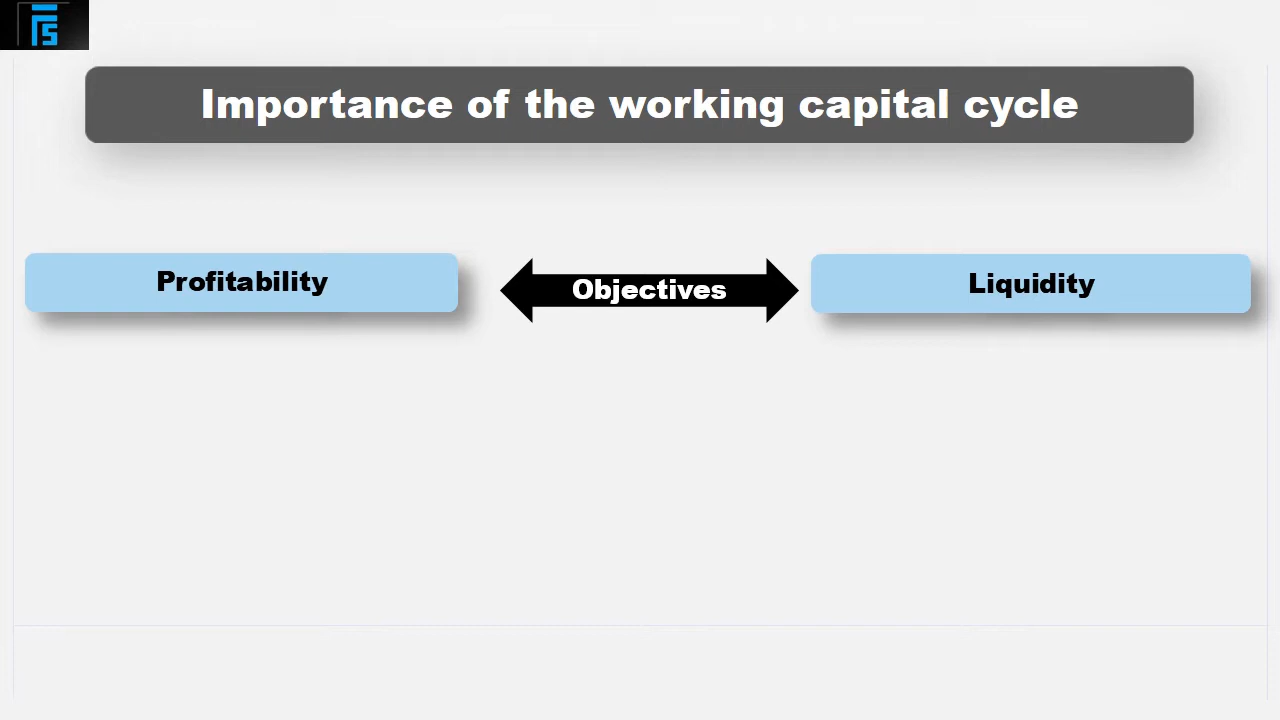 Importance of the working capital cycle
Profitability
Objectives
Liquidity